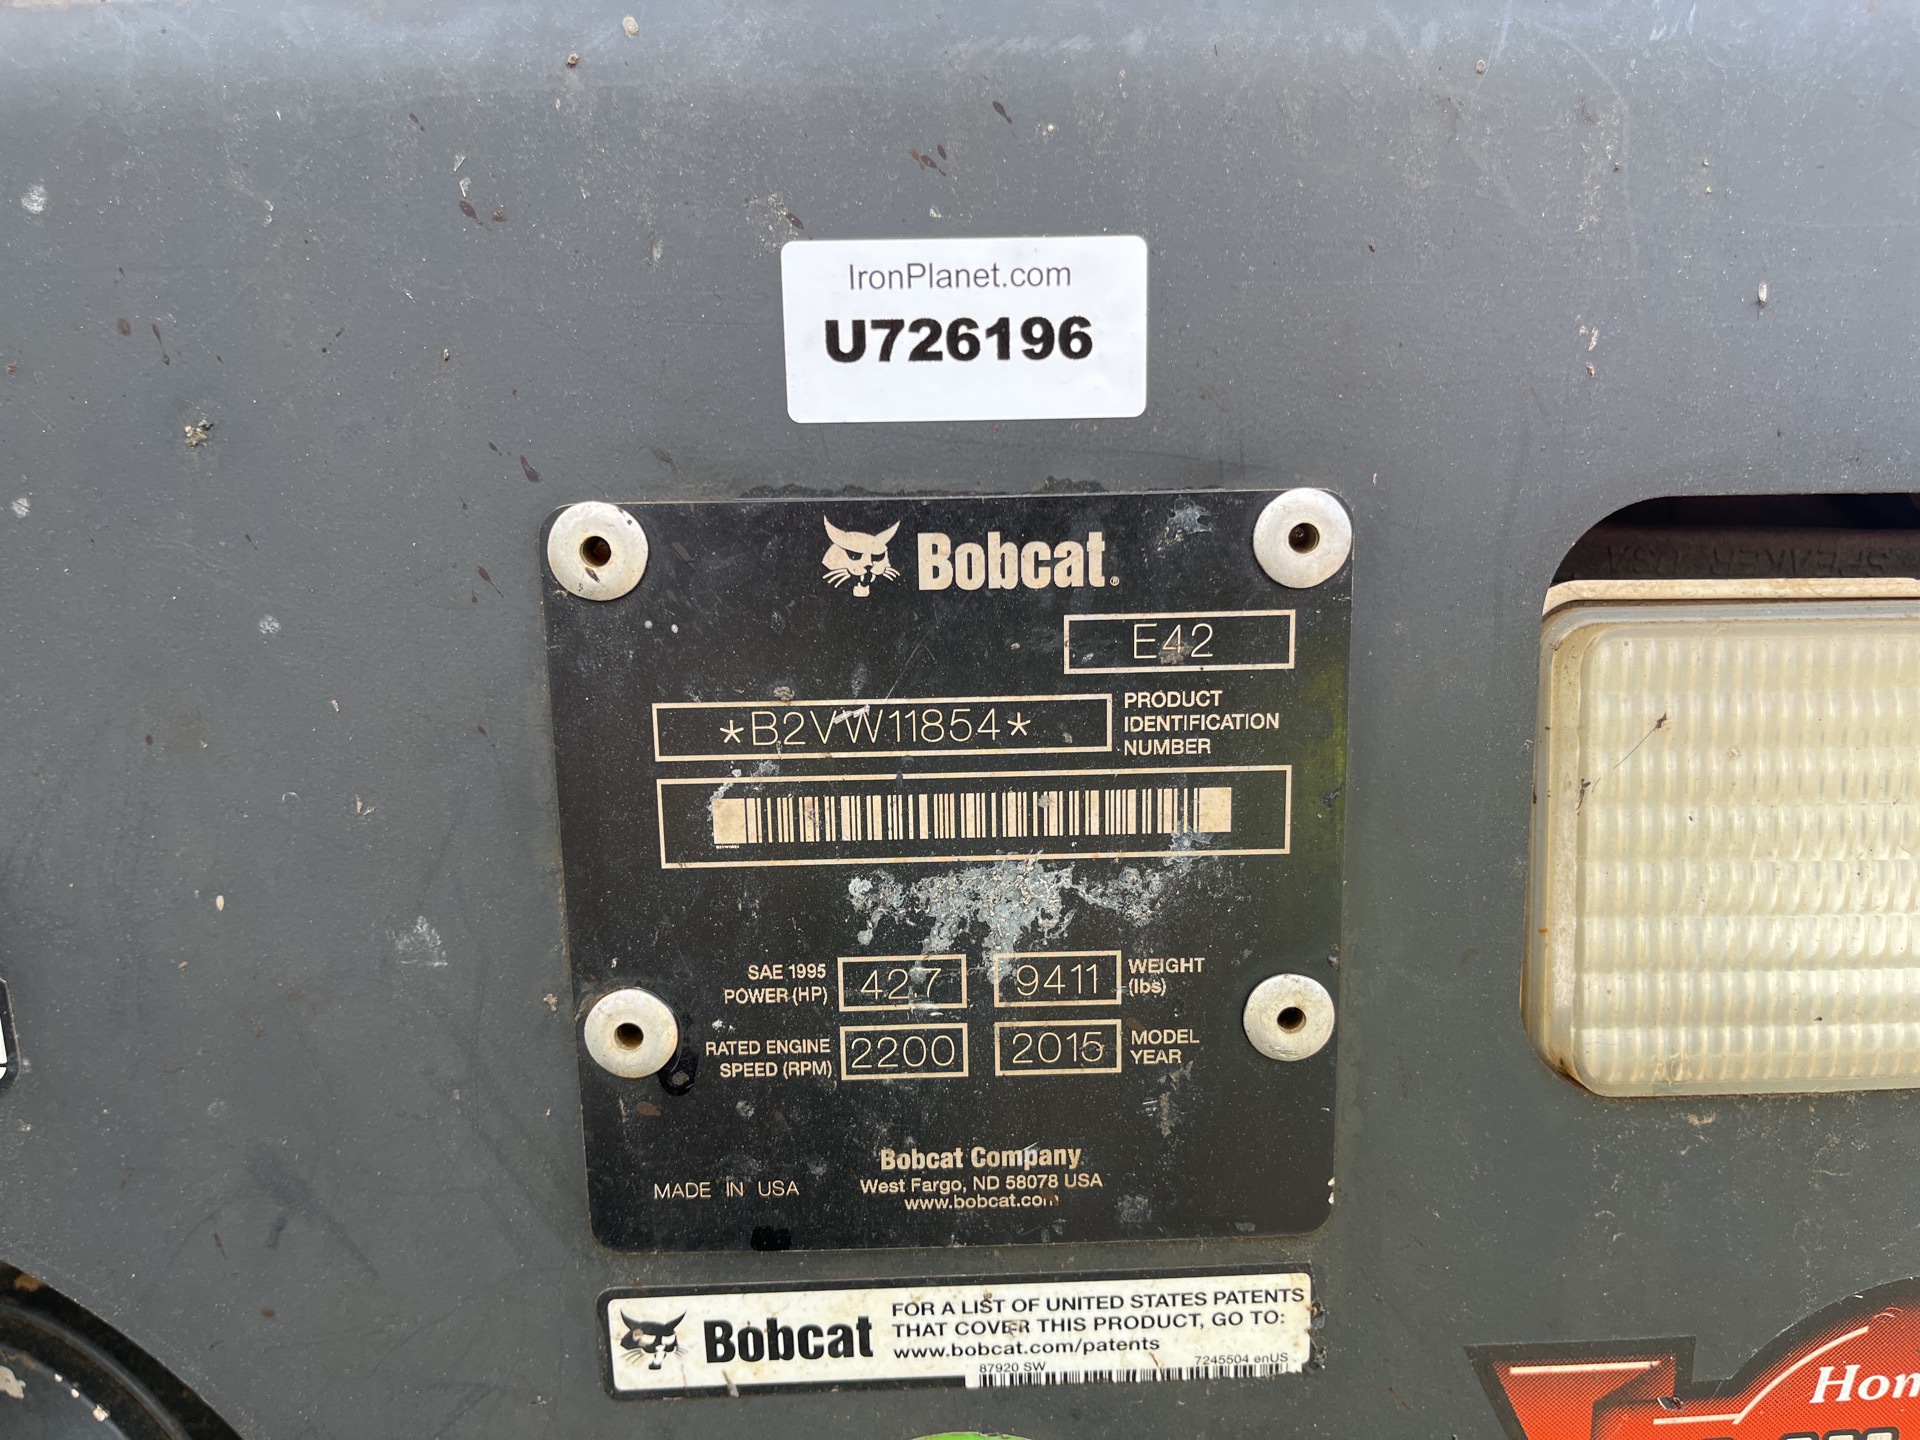 IronPlanet.com
U726196
SPEAKER USA
Bobcat®
E42
*B2VW11854*
PRODUCT
IDENTIFICATION
NUMBER
SAE 1995
POWER (HP)
42.7
9411
WEIGHT
(lbs)
RATED ENGINE
SPEED (RPM)
2200
2015
MODEL
YEAR
MADE IN USA
Bobcat Company
West Fargo, ND 58078 USA
www.bobcat.com
Bobcat
FOR A LIST OF UNITED STATES PATENTS
THAT COVER THIS PRODUCT, GO TO:
www.bobcat.com/patents
87920 SW
7245504 enUS